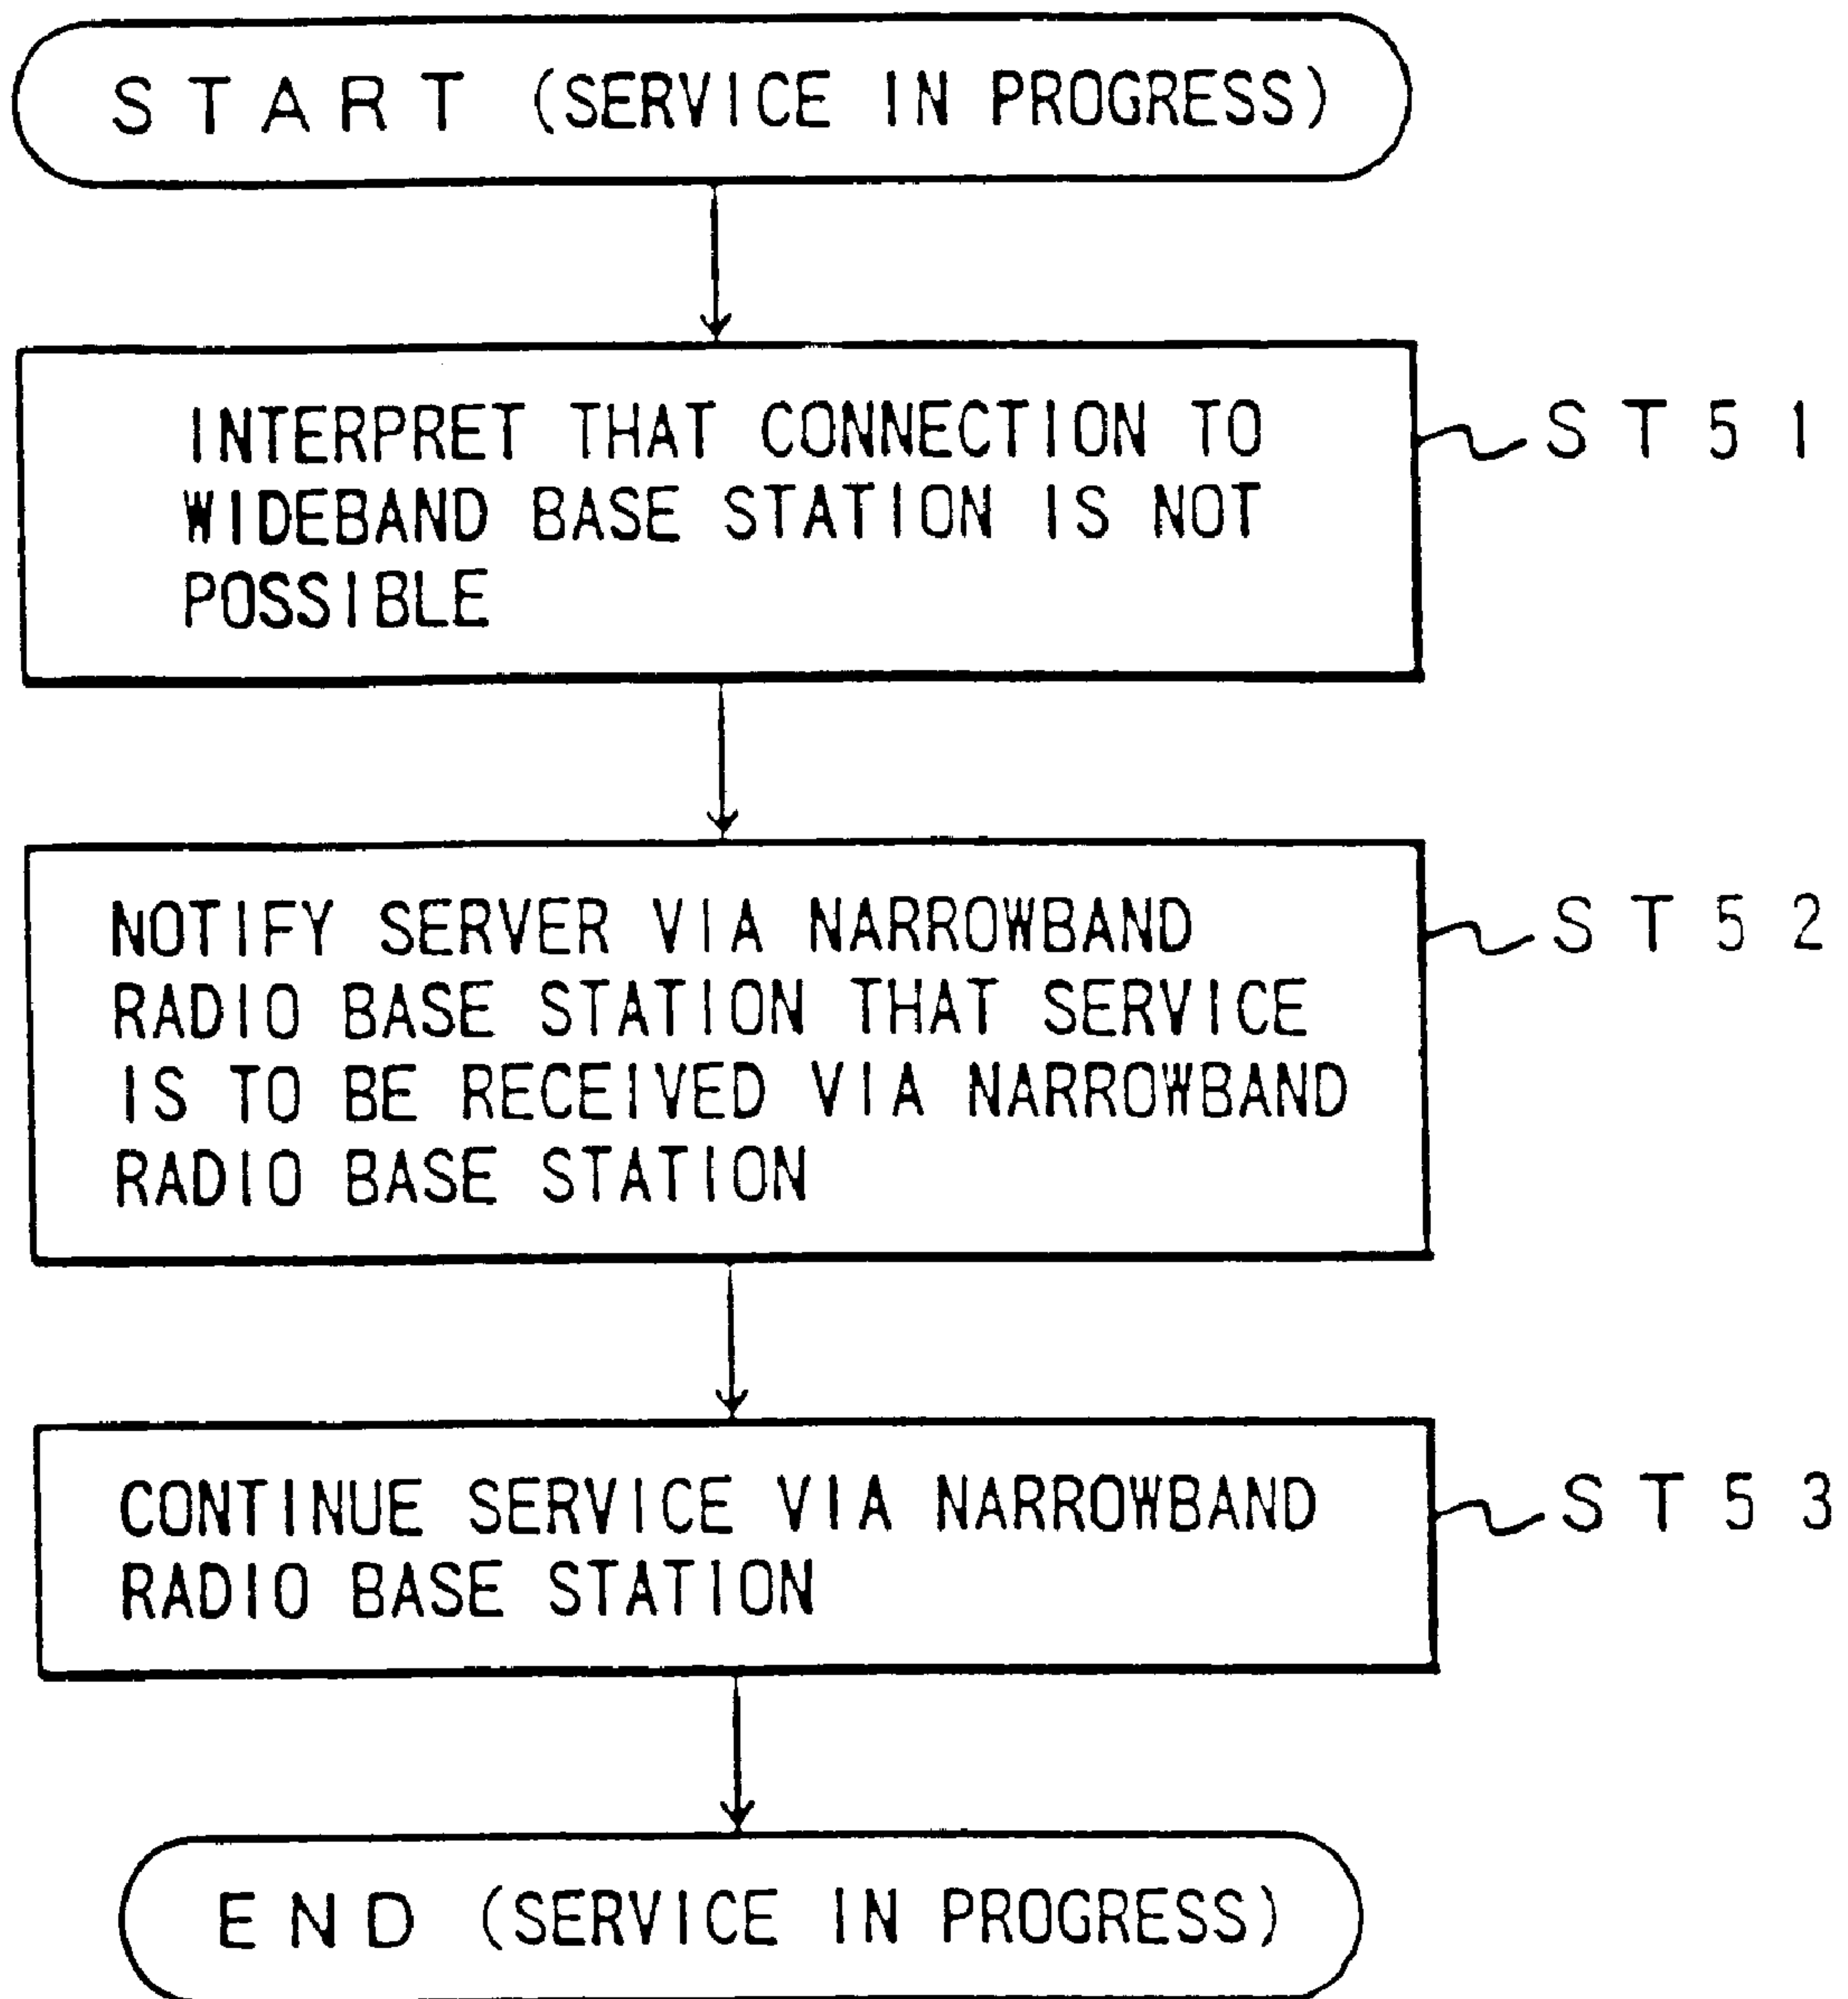 START (SERVICE IN PROGRESS)
INTERPRET THAT CONNECTION TO
WIDEBAND BASE STATION IS NOT
POSSIBLE
ST51
NOTIFY SERVER VIA NARROWBAND
RADIO BASE STATION THAT SERVICE
IS TO BE RECEIVED VIA NARROWBAND
RADIO BASE STATION
ST52
CONTINUE SERVICE VIA NARROWBAND
RADIO BASE STATION
ST53
END (SERVICE IN PROGRESS)